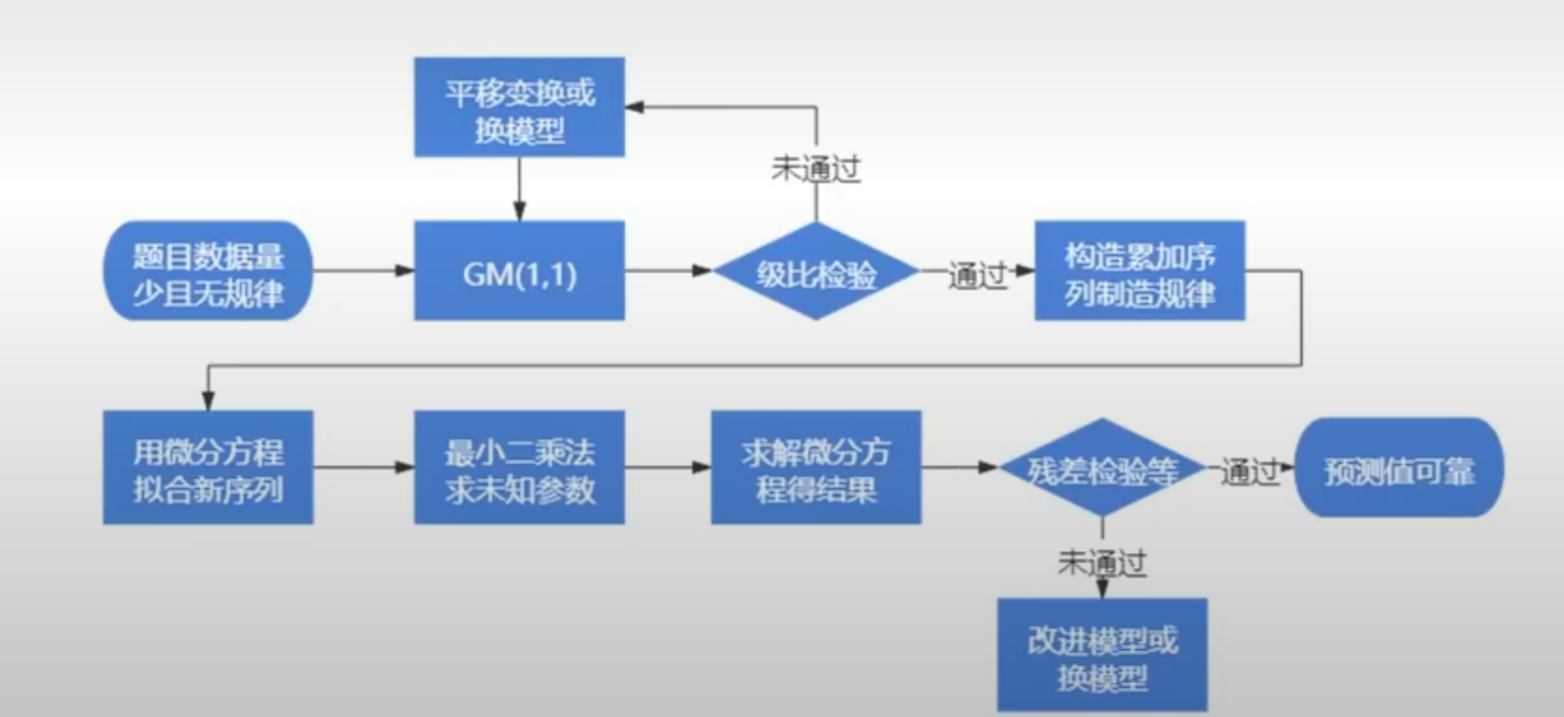 平移变换或
换模型
未通过
题目数据量
少且无规律
GM(1,1)
级比检验
通过
构造累加序
列制造规律
用微分方程
拟合新序列
最小二乘法
求未知参数
求解微分方
程得结果
残差检验等
通过
预测值可靠
未通过
改进模型或
换模型